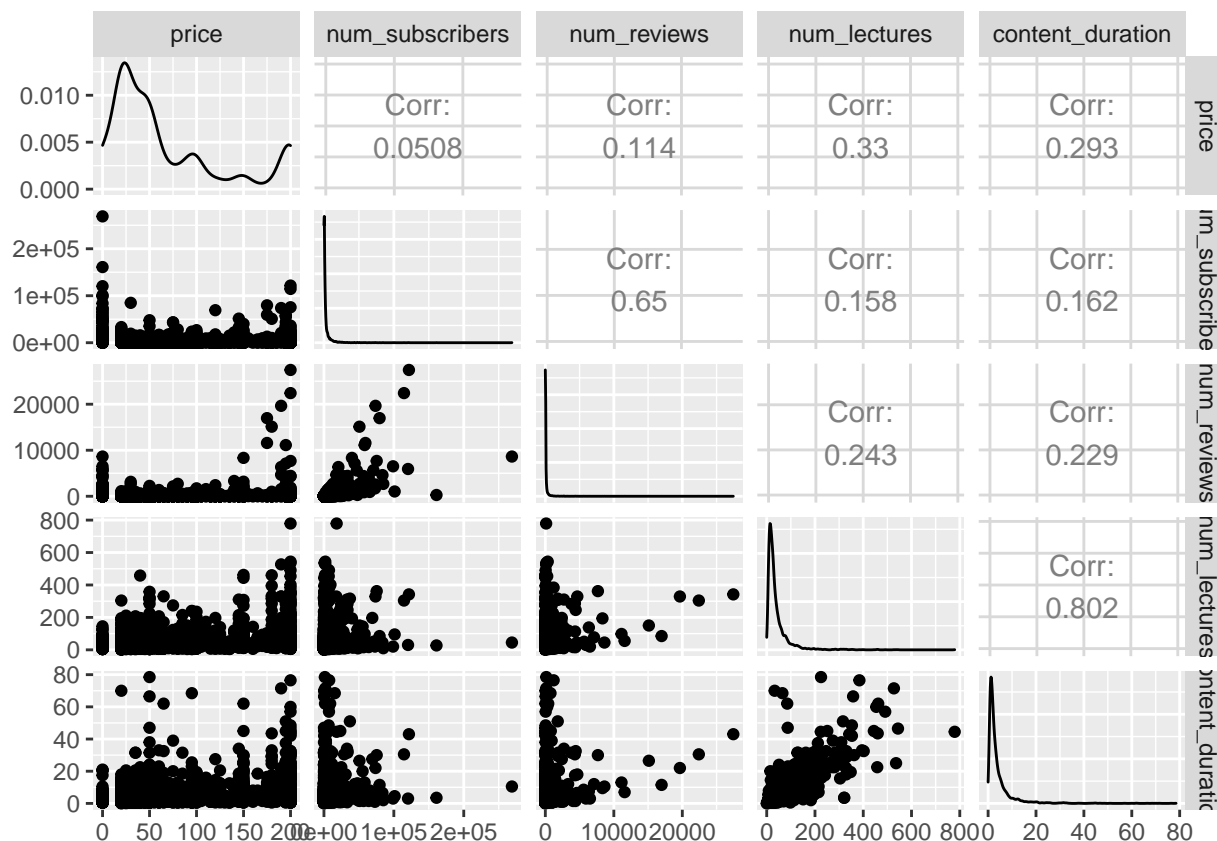 price num_subscribers num_reviews num_lectures content_duration
0.010
0.005
0.000
Corr:
0.0508
Corr:
0.114
Corr:
0.33
Corr:
0.293
price
2e+05
1e+05
0e+00
Corr:
0.65
Corr:
0.158
Corr:
0.162
m_subscribe
20000
10000
0
Corr:
0.243
Corr:
0.229
num_reviews
800
600
400
200
0
Corr:
0.802
num_lectures
80
60
40
20
0
ontent_duratic
0 50 100 150 200
0e+00 1e+05 2e+05
0 10000 20000
0 200 400 600 800
0 20 40 60 80